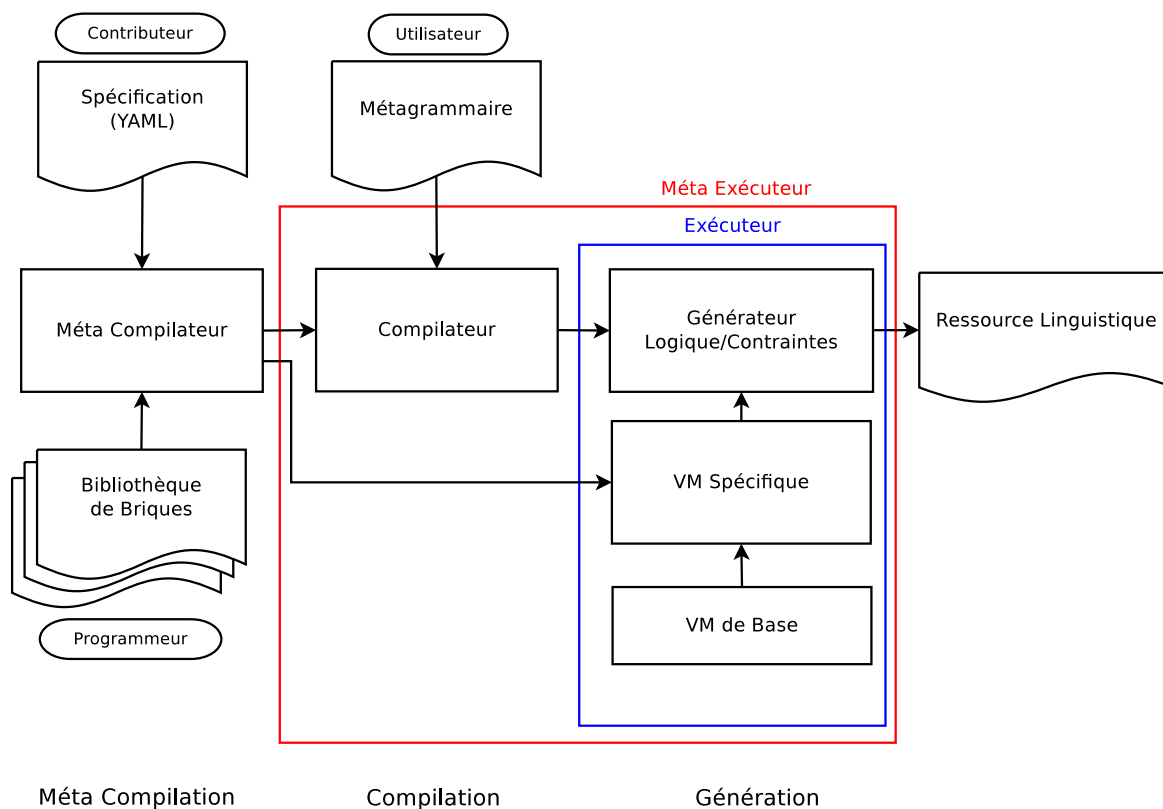 Contributeur
Utilisateur
Spécification
(YAML)
Métagrammaire
Méta Exécuteur
Exécuteur
Méta Compilateur
Compilateur
Générateur
Logique/Contraintes
Ressource Linguistique
Bibliothèque
de Briques
VM Spécifique
VM de Base
Programmeur
Méta Compilation
Compilation
Génération